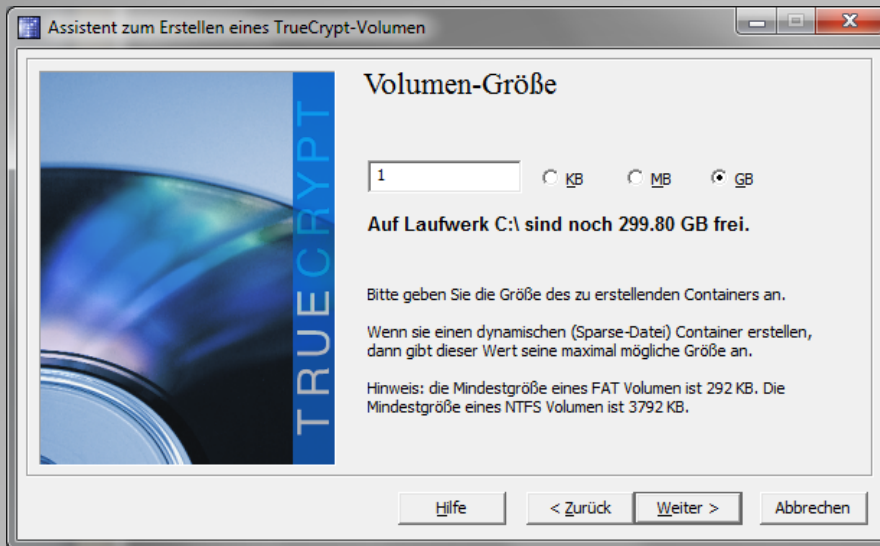 Assistent zum Erstellen eines TrueCrypt-Volumen
TRUECRYPT
Volumen-Größe
1
KB
MB
GB
Auf Laufwerk C:\ sind noch 299.80 GB frei.
Bitte geben Sie die Größe des zu erstellenden Containers an.
Wenn sie einen dynamischen (Sparse-Datei) Container erstellen,
dann gibt dieser Wert seine maximal mögliche Größe an.
Hinweis: die Mindestgröße eines FAT Volumen ist 292 KB. Die
Mindestgröße eines NTFS Volumen ist 3792 KB.
Hilfe
< Zurück
Weiter >
Abbrechen